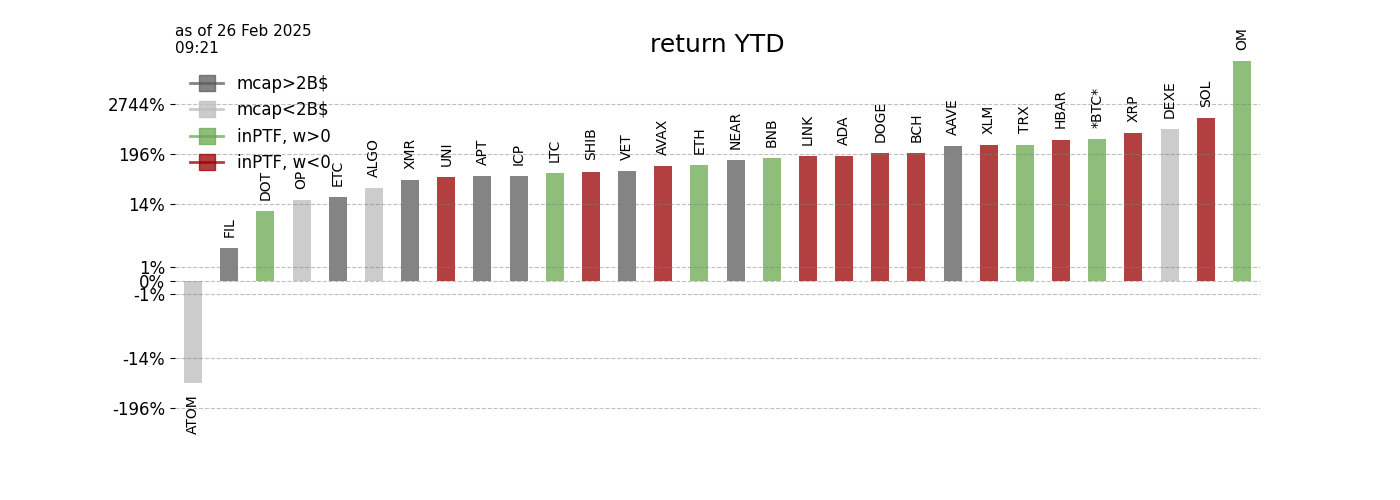 as of 26 Feb 2025
09:21
return YTD
mcap>2B$
mcap<2B$
inPTF, w>0
inPTF, w<0
2744%
196%
14%
1%
0%
-1%
-14%
-196%
ATOM
FIL
DOT
OP
ETC
ALGO
XMR
UNI
APT
ICP
LTC
SHIB
VET
AVAX
ETH
NEAR
BNB
LINK
ADA
DOGE
BCH
AAVE
XLM
TRX
HBAR
*BTC*
XRP
DEXE
SOL
OM